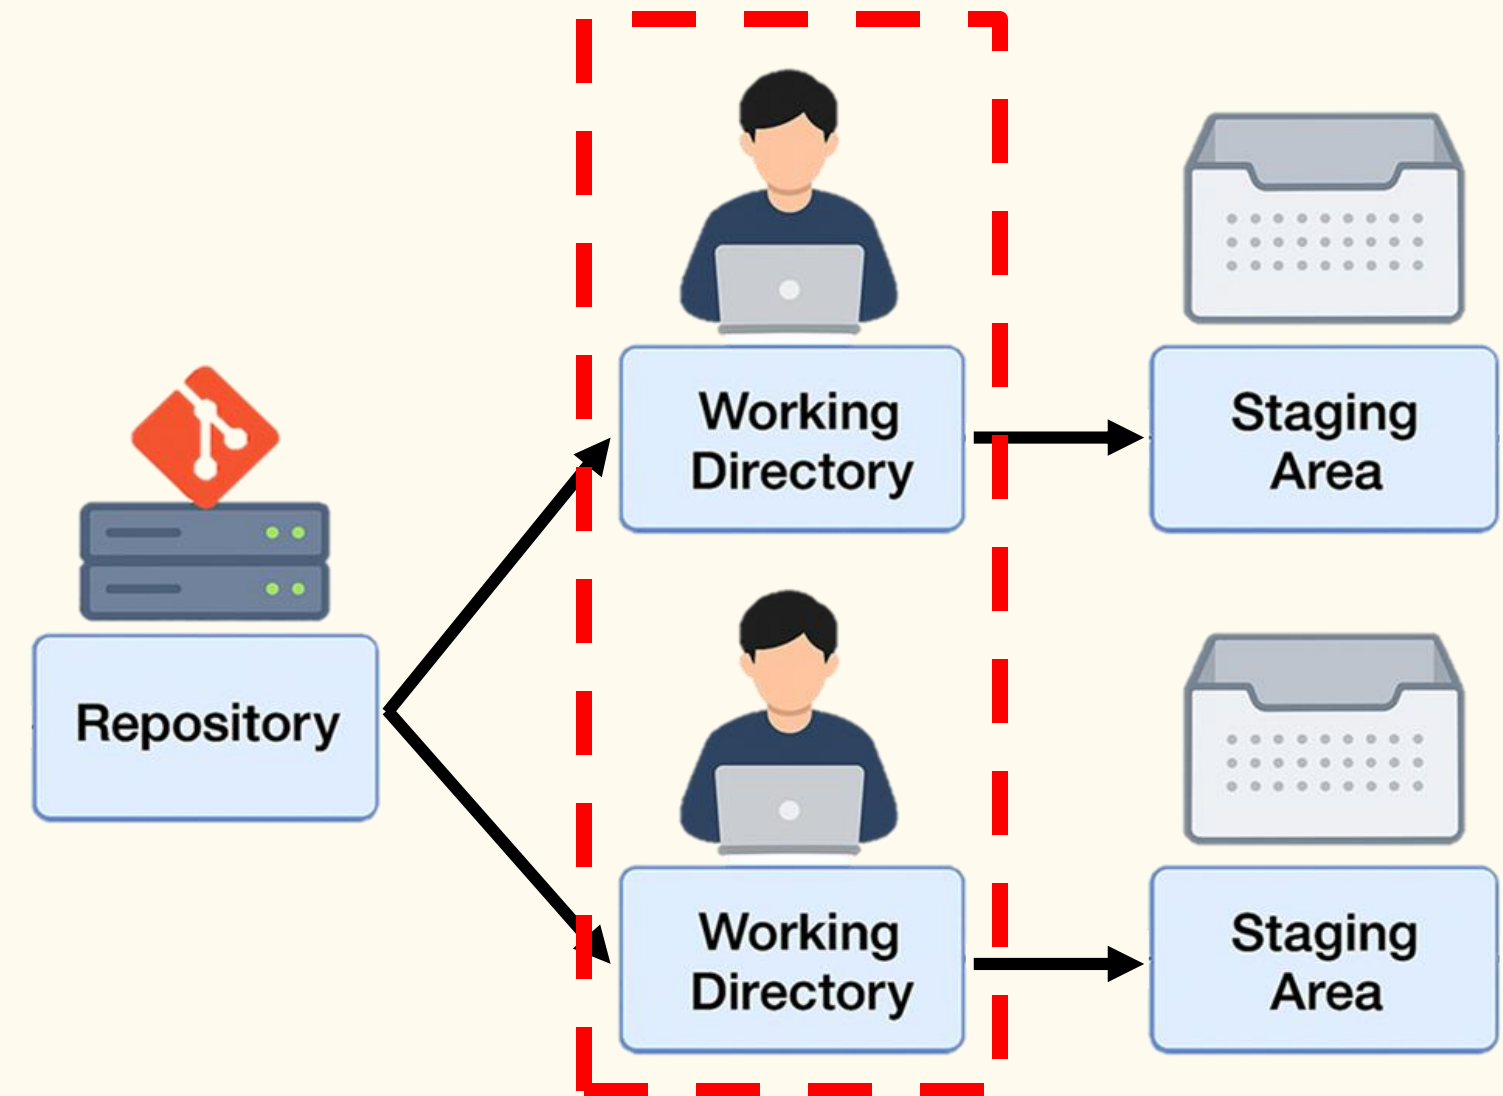 Working
Directory
Staging
Area
Repository
Working
Directory
Staging
Area